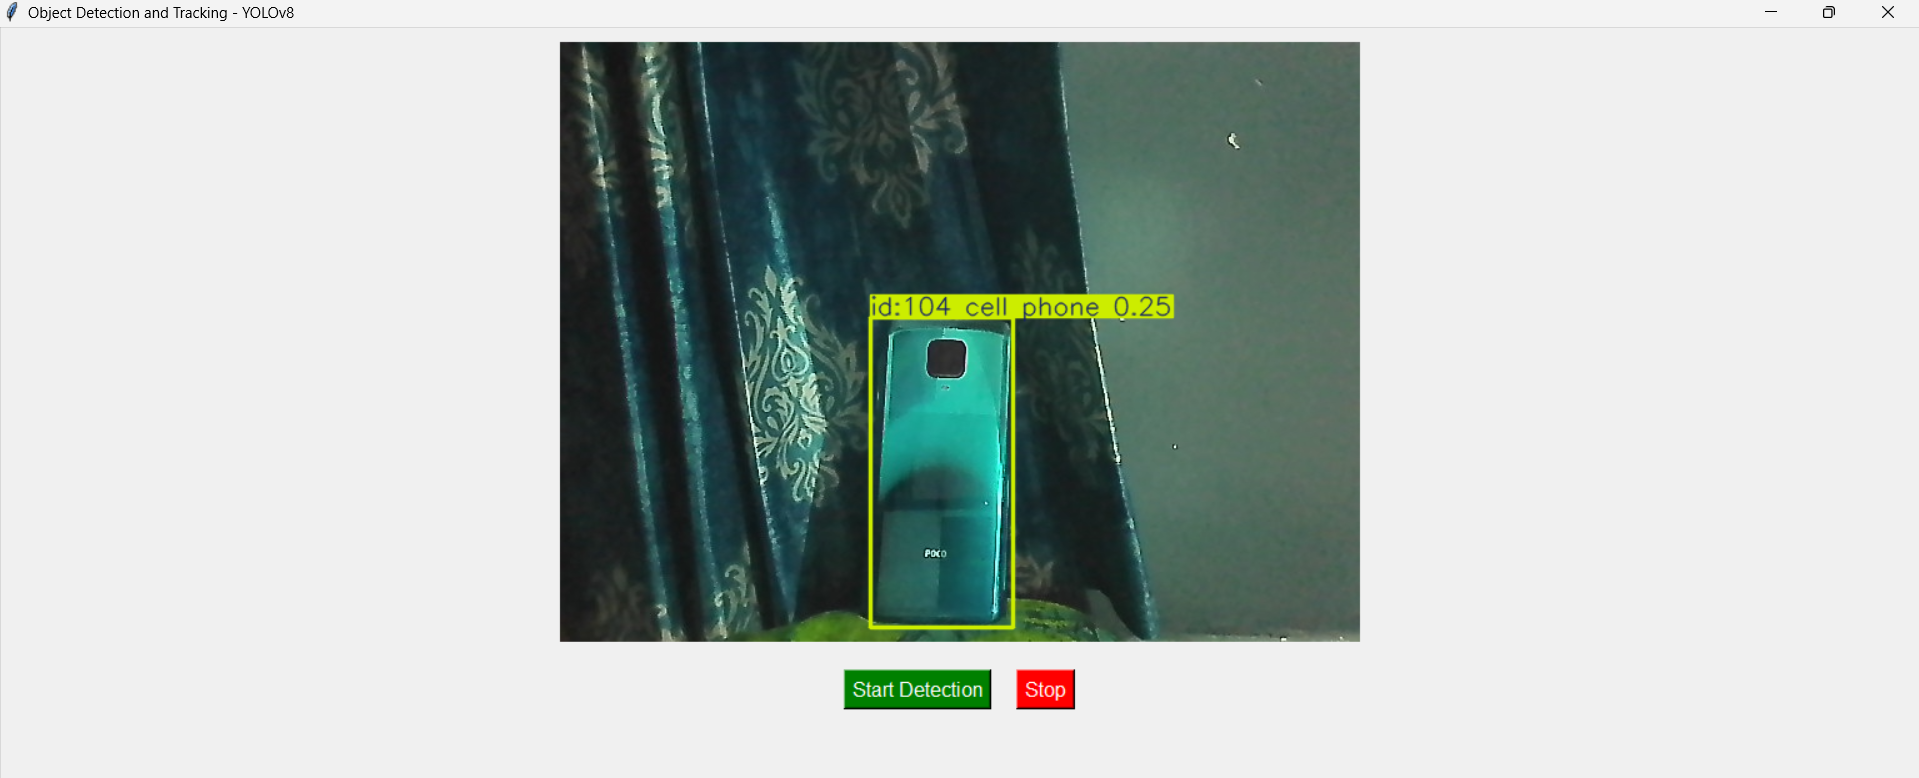 Object Detection and Tracking - YOLOv8
id:104 cell phone 0.25
POCO
Start Detection
Stop